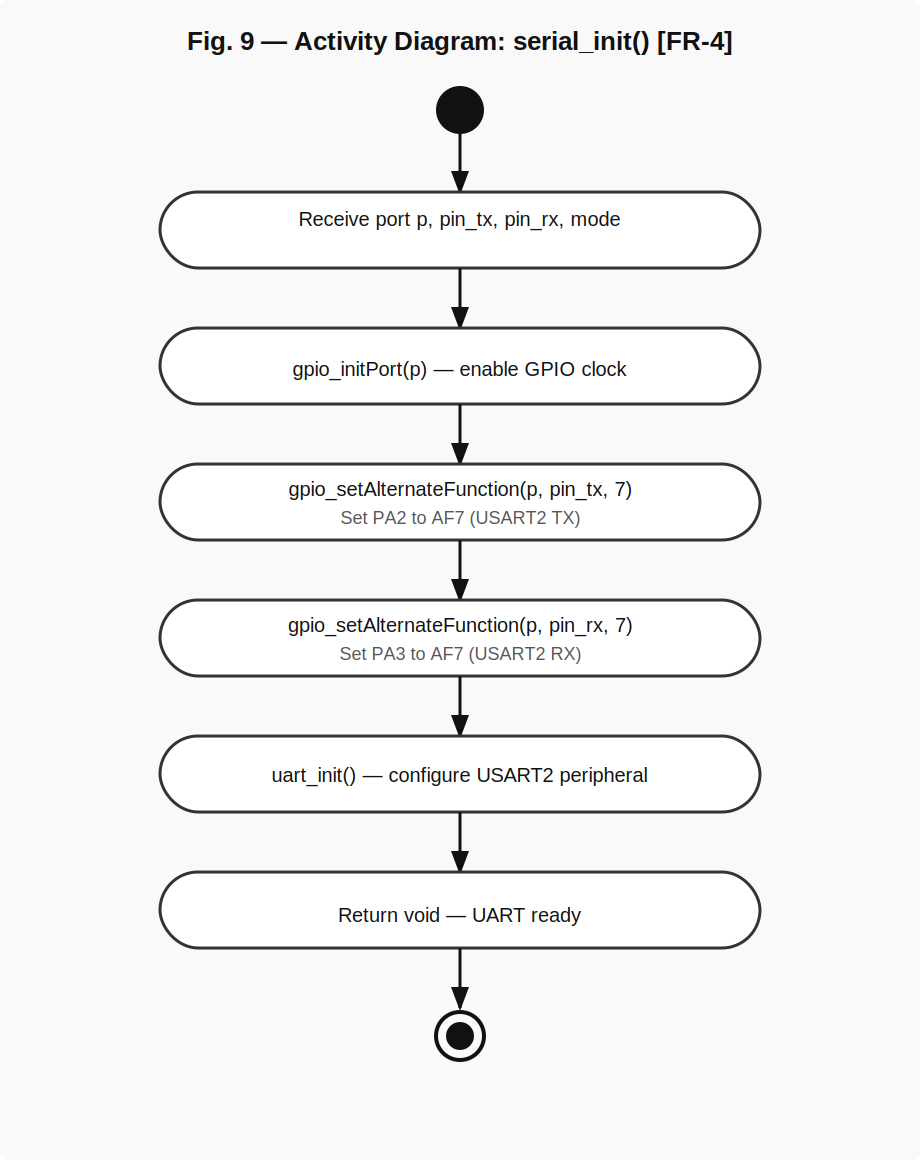 Fig. 9 — Activity Diagram: serial_init() [FR-4]
Receive port p, pin_tx, pin_rx, mode
gpio_initPort(p) — enable GPIO clock
gpio_setAlternateFunction(p, pin_tx, 7)
Set PA2 to AF7 (USART2 TX)
gpio_setAlternateFunction(p, pin_rx, 7)
Set PA3 to AF7 (USART2 RX)
uart_init() — configure USART2 peripheral
Return void — UART ready